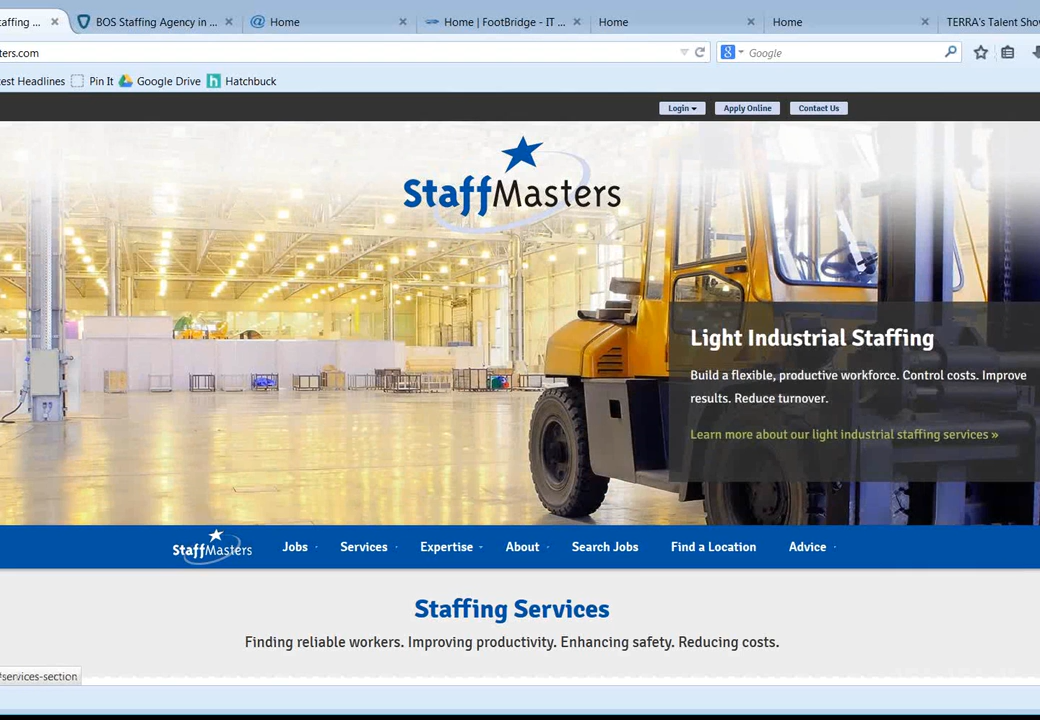 affing ...
BOS Staffing Agency in ...
Home
Home | FootBridge - IT ...
Home
Home
TERRA's Talent Sho
ters.com
Google
est Headlines
Pin It
Google Drive
Hatchbuck
Login
Apply Online
Contact Us
StaffMasters
Light Industrial Staffing
Build a flexible, productive workforce. Control costs. Improve
results. Reduce turnover.
Learn more about our light industrial staffing services »
StaffMasters
Jobs
Services
Expertise
About
Search Jobs
Find a Location
Advice
Staffing Services
Finding reliable workers. Improving productivity. Enhancing safety. Reducing costs.
#services-section